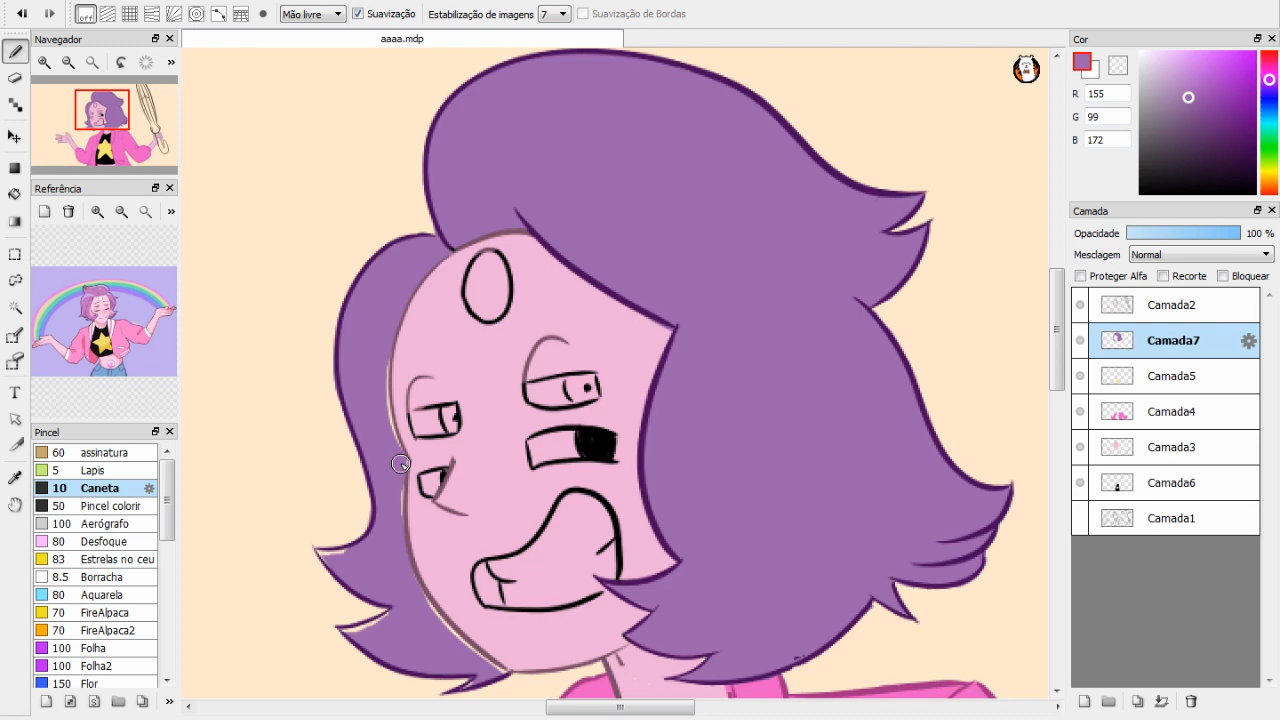 off Mão livre Suavização Estabilização de imagens 7 Suavização de Bordas
Navegador
aaaa.mdp
Cor
R 155
G 99
B 172
Referência
Camada
Opacidade 100 %
Mesclagem Normal
Proteger Alfa Recorte Bloquear
Camada2
Camada7
Camada5
Camada4
Camada3
Camada6
Camada1
T
Pincel
60 assinatura
5 Lapis
10 Caneta
50 Pincel colorir
100 Aerógrafo
80 Desfoque
83 Estrelas no ceu
8.5 Borracha
80 Aquarela
70 FireAlpaca
70 FireAlpaca2
100 Folha
100 Folha2
150 Flor